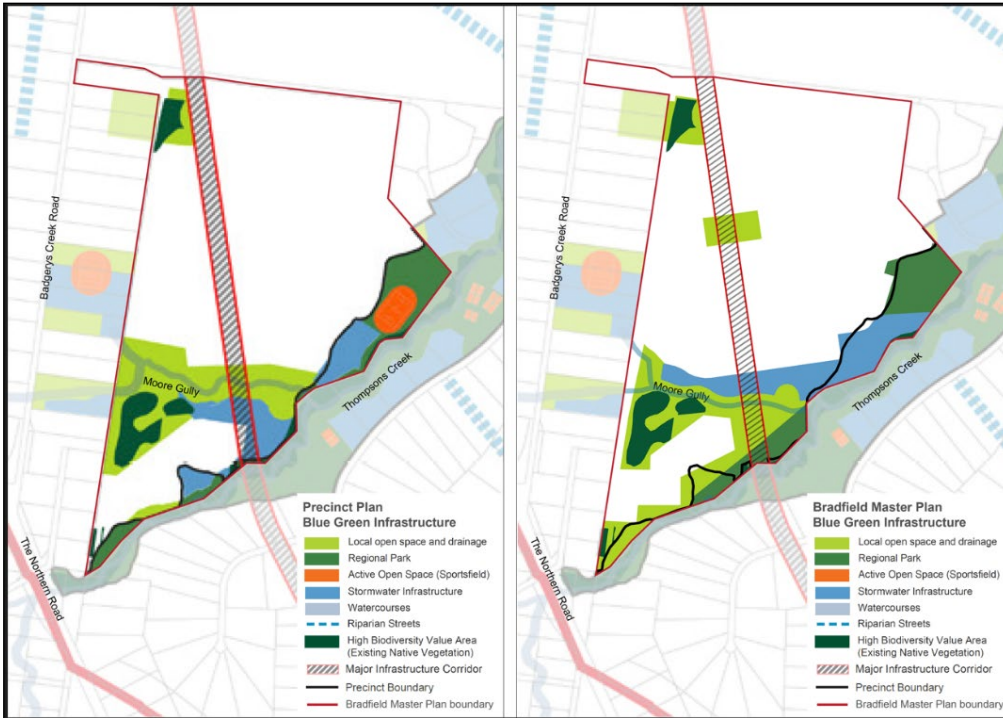 Badgerys Creek Road
Moore Gully
Thompsons Creek
The Northern Road
Precinct Plan
Blue Green Infrastructure
Local open space and drainage
Regional Park
Active Open Space (Sportsfield)
Stormwater Infrastructure
Watercourses
Riparian Streets
High Biodiversity Value Area
(Existing Native Vegetation)
Major Infrastructure Corridor
Precinct Boundary
Bradfield Master Plan boundary
Badgerys Creek Road
Moore Gully
Thompsons Creek
The Northern Road
Bradfield Master Plan
Blue Green Infrastructure
Local open space and drainage
Regional Park
Active Open Space (Sportsfield)
Stormwater Infrastructure
Watercourses
Riparian Streets
High Biodiversity Value Area
(Existing Native Vegetation)
Major Infrastructure Corridor
Precinct Boundary
Bradfield Master Plan boundary